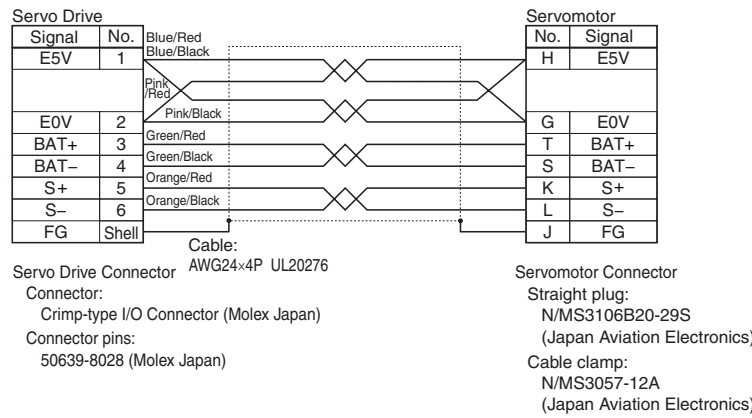 Servo Drive
Servomotor
Signal No.
Blue/Red
No. Signal
Blue/Black
E5V 1
H E5V
Pink
/Red
Pink/Black
E0V 2
G E0V
Green/Red
BAT+ 3
T BAT+
Green/Black
BAT− 4
S BAT−
Orange/Red
S+ 5
K S+
Orange/Black
S− 6
L S−
FG Shell
J FG
Cable:
AWG24×4P UL20276
Servo Drive Connector
Connector:
Crimp-type I/O Connector (Molex Japan)
Connector pins:
50639-8028 (Molex Japan)
Servomotor Connector
Straight plug:
N/MS3106B20-29S
(Japan Aviation Electronics)
Cable clamp:
N/MS3057-12A
(Japan Aviation Electronics)